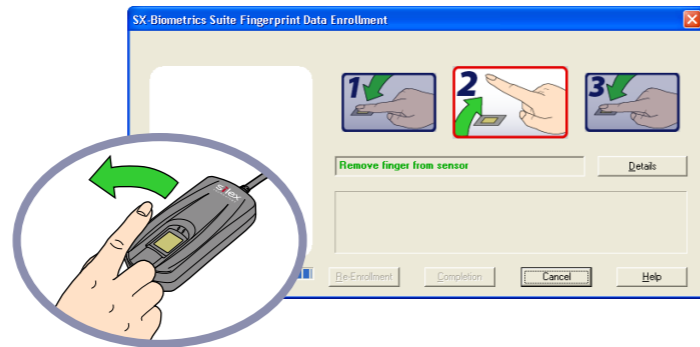 SX-Biometrics Suite Fingerprint Data Enrollment
1 2 3
Remove finger from sensor
Details
silex
Re-Enrollment Completion Cancel Help